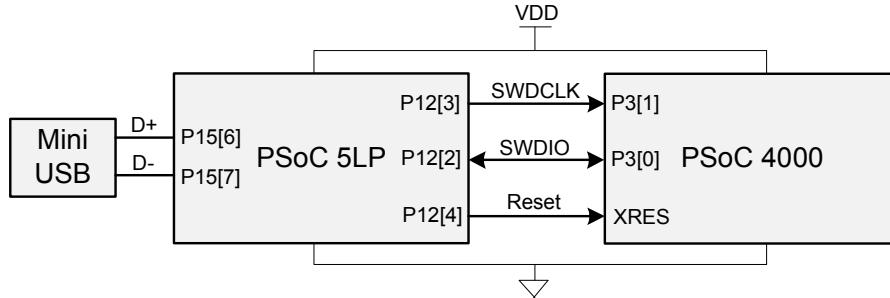 VDD
Mini
USB
D+
D-
P15[6]
P15[7]
PSoC 5LP
P12[3]
P12[2]
P12[4]
SWDCLK
SWDIO
Reset
P3[1]
P3[0]
XRES
PSoC 4000